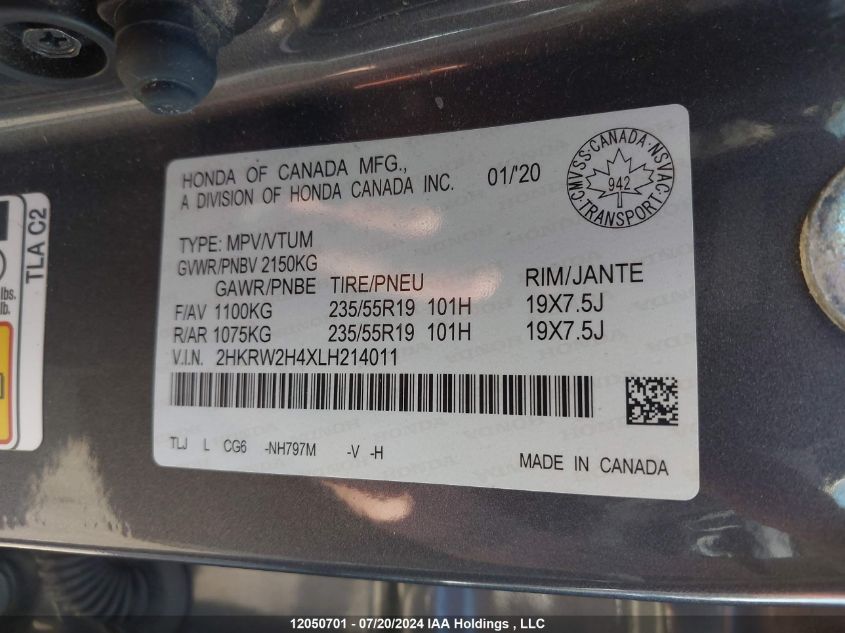 HONDA OF CANADA MFG.,
A DIVISION OF HONDA CANADA INC. 01/'20
CMVSS·CANADA·NSVAC
942
TRANSPORT
TYPE: MPV/VTUM
GVWR/PNBV 2150KG
GAWR/PNBE TIRE/PNEU RIM/JANTE
F/AV 1100KG 235/55R19 101H 19X7.5J
R/AR 1075KG 235/55R19 101H 19X7.5J
V.I.N. 2HKRW2H4XLH214011
TLJ L CG6 -NH797M -V -H
MADE IN CANADA
TLA C2
lbs.
lb.
12050701 - 07/20/2024 IAA Holdings , LLC